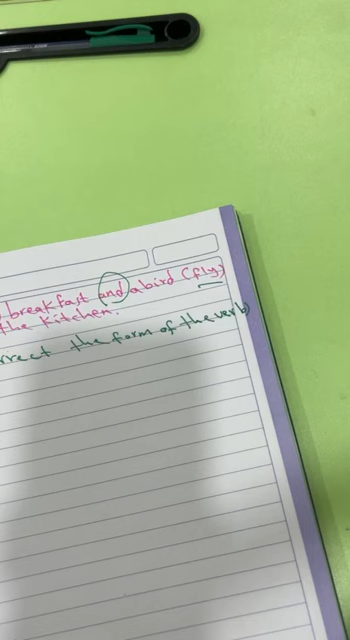 breakfast and a bird (fly)
the kitchen.
rrect the form of the verb)